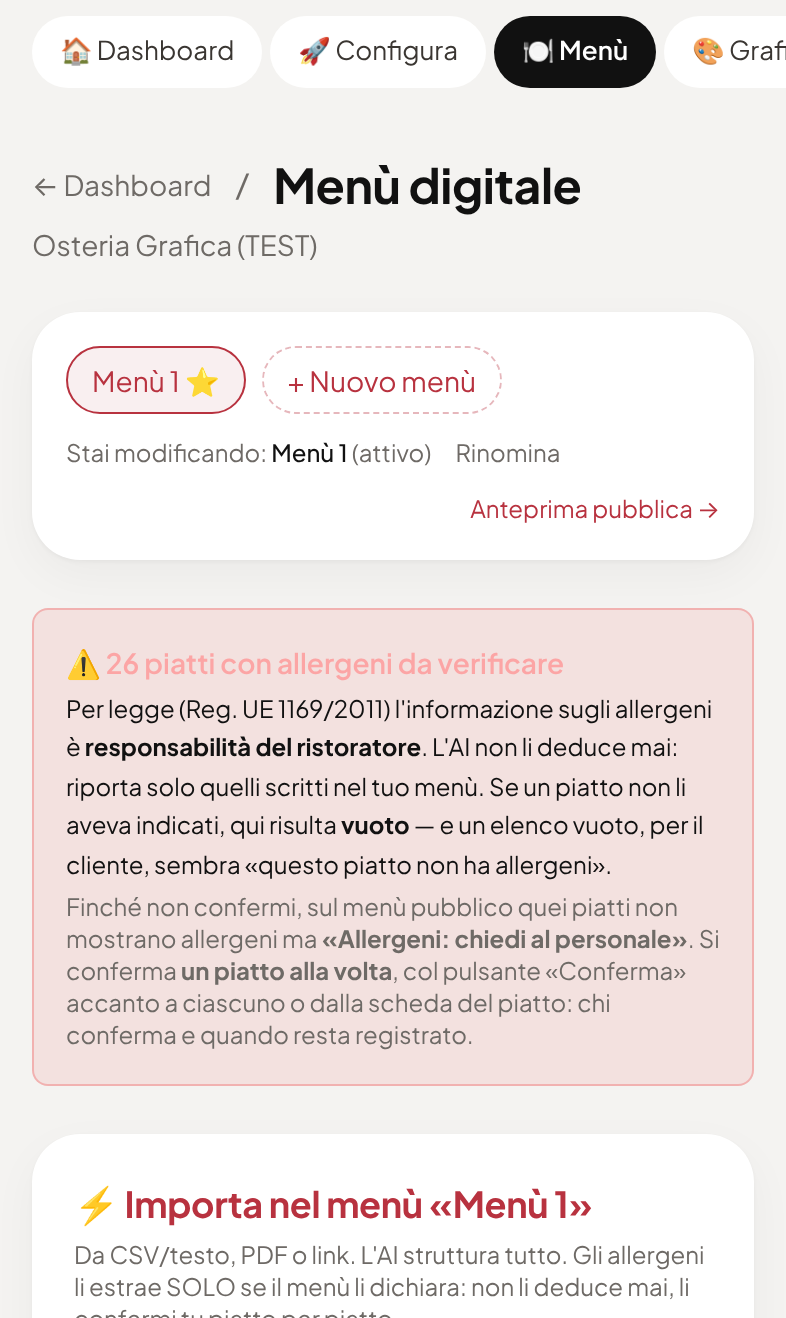 🏠 Dashboard 🚀 Configura 🍽️ Menù 🎨
← Dashboard / Menù digitale
Osteria Grafica (TEST)
Menù 1 ⭐ + Nuovo menù
Stai modificando: Menù 1 (attivo) Rinomina
Anteprima pubblica →
⚠️ 26 piatti con allergeni da verificare
Per legge (Reg. UE 1169/2011) l'informazione sugli allergeni
è responsabilità del ristoratore. L'AI non li deduce mai:
riporta solo quelli scritti nel tuo menù. Se un piatto non li
aveva indicati, qui risulta vuoto — e un elenco vuoto, per il
cliente, sembra «questo piatto non ha allergeni».
Finché non confermi, sul menù pubblico quei piatti non
mostrano allergeni ma «Allergeni: chiedi al personale». Si
conferma un piatto alla volta, col pulsante «Conferma»
accanto a ciascuno o dalla scheda del piatto: chi
conferma e quando resta registrato.
⚡ Importa nel menù «Menù 1»
Da CSV/testo, PDF o link. L'AI struttura tutto. Gli allergeni
li estrae SOLO se il menù li dichiara: non li deduce mai, li